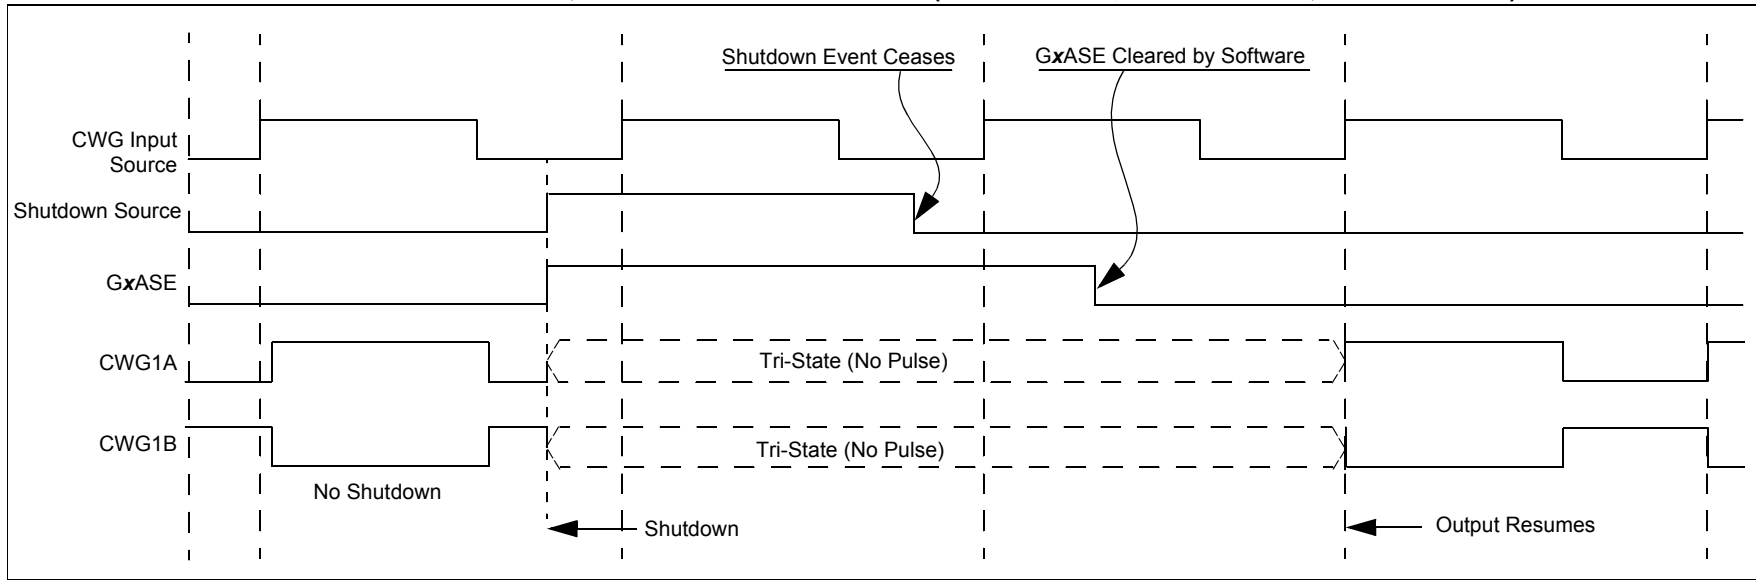 Shutdown Event Ceases
GxASE Cleared by Software
CWG Input
Source
Shutdown Source
GxASE
CWG1A
Tri-State (No Pulse)
CWG1B
Tri-State (No Pulse)
No Shutdown
Shutdown
Output Resumes